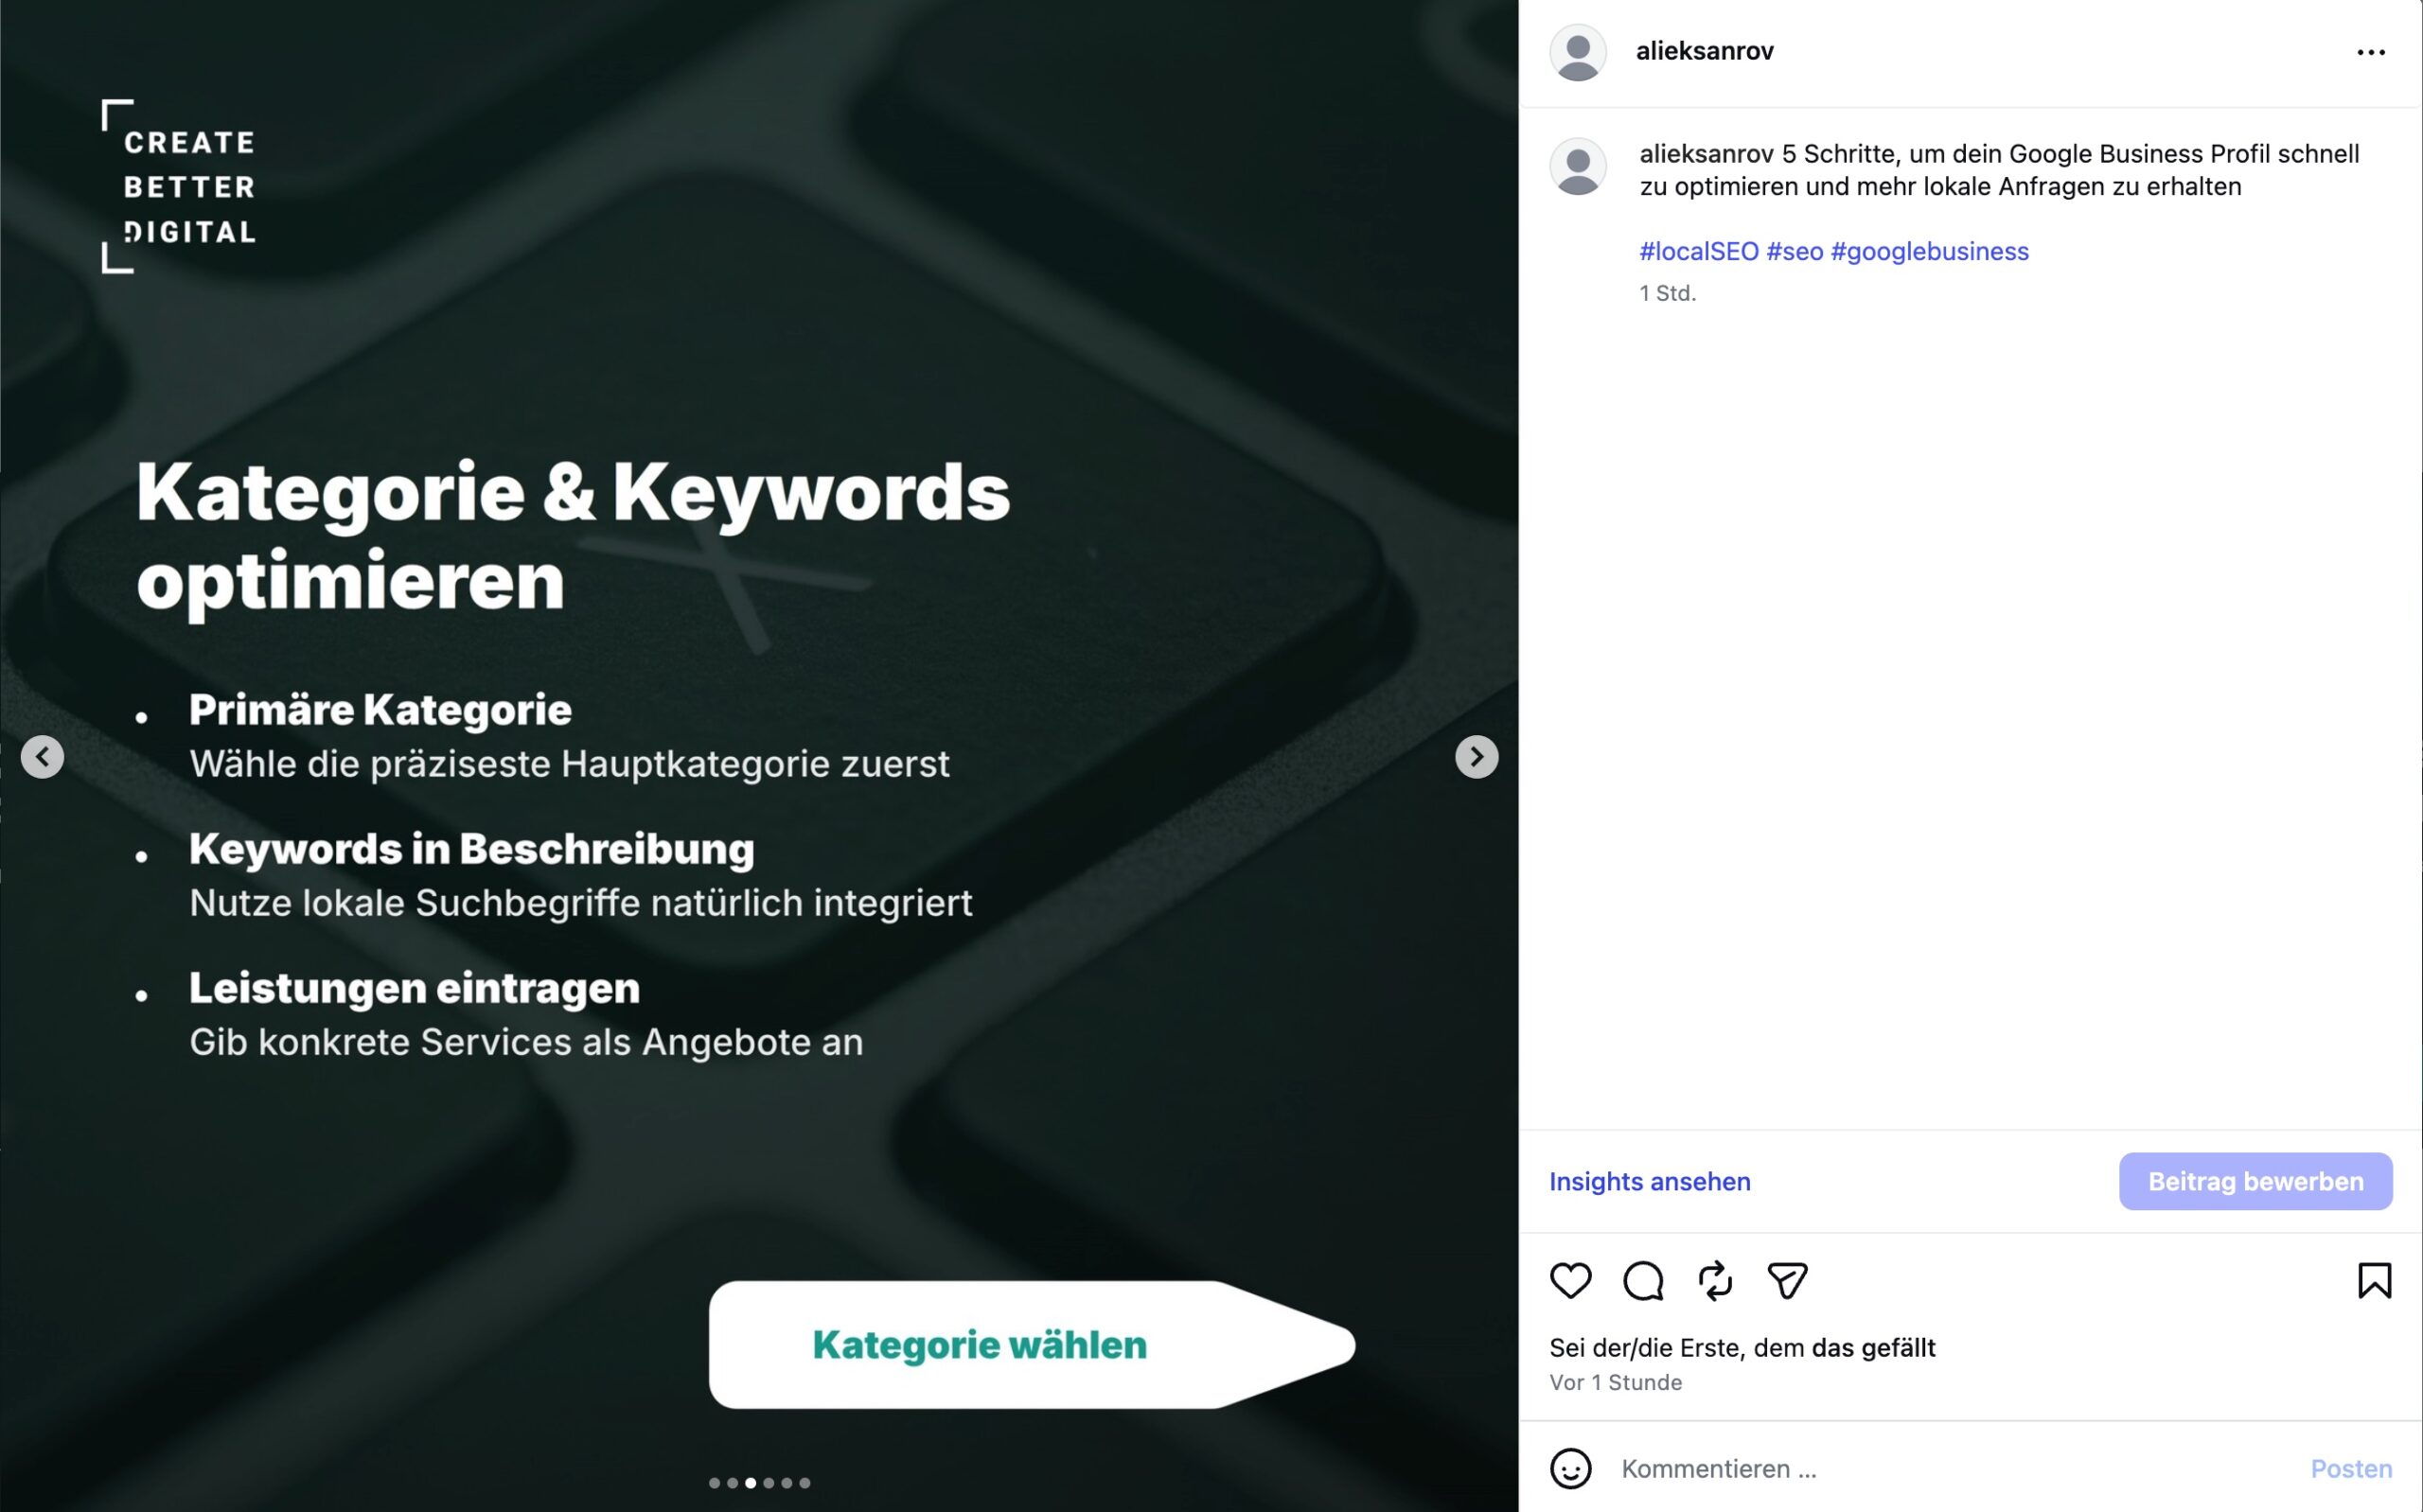 CREATE
BETTER
DIGITAL
Kategorie & Keywords
optimieren
• Primäre Kategorie
Wähle die präziseste Hauptkategorie zuerst
• Keywords in Beschreibung
Nutze lokale Suchbegriffe natürlich integriert
• Leistungen eintragen
Gib konkrete Services als Angebote an
Kategorie wählen
alieksanrov
alieksanrov 5 Schritte, um dein Google Business Profil schnell
zu optimieren und mehr lokale Anfragen zu erhalten
#localSEO #seo #googlebusiness
1 Std.
Insights ansehen
Beitrag bewerben
Sei der/die Erste, dem das gefällt
Vor 1 Stunde
Kommentieren ...
Posten